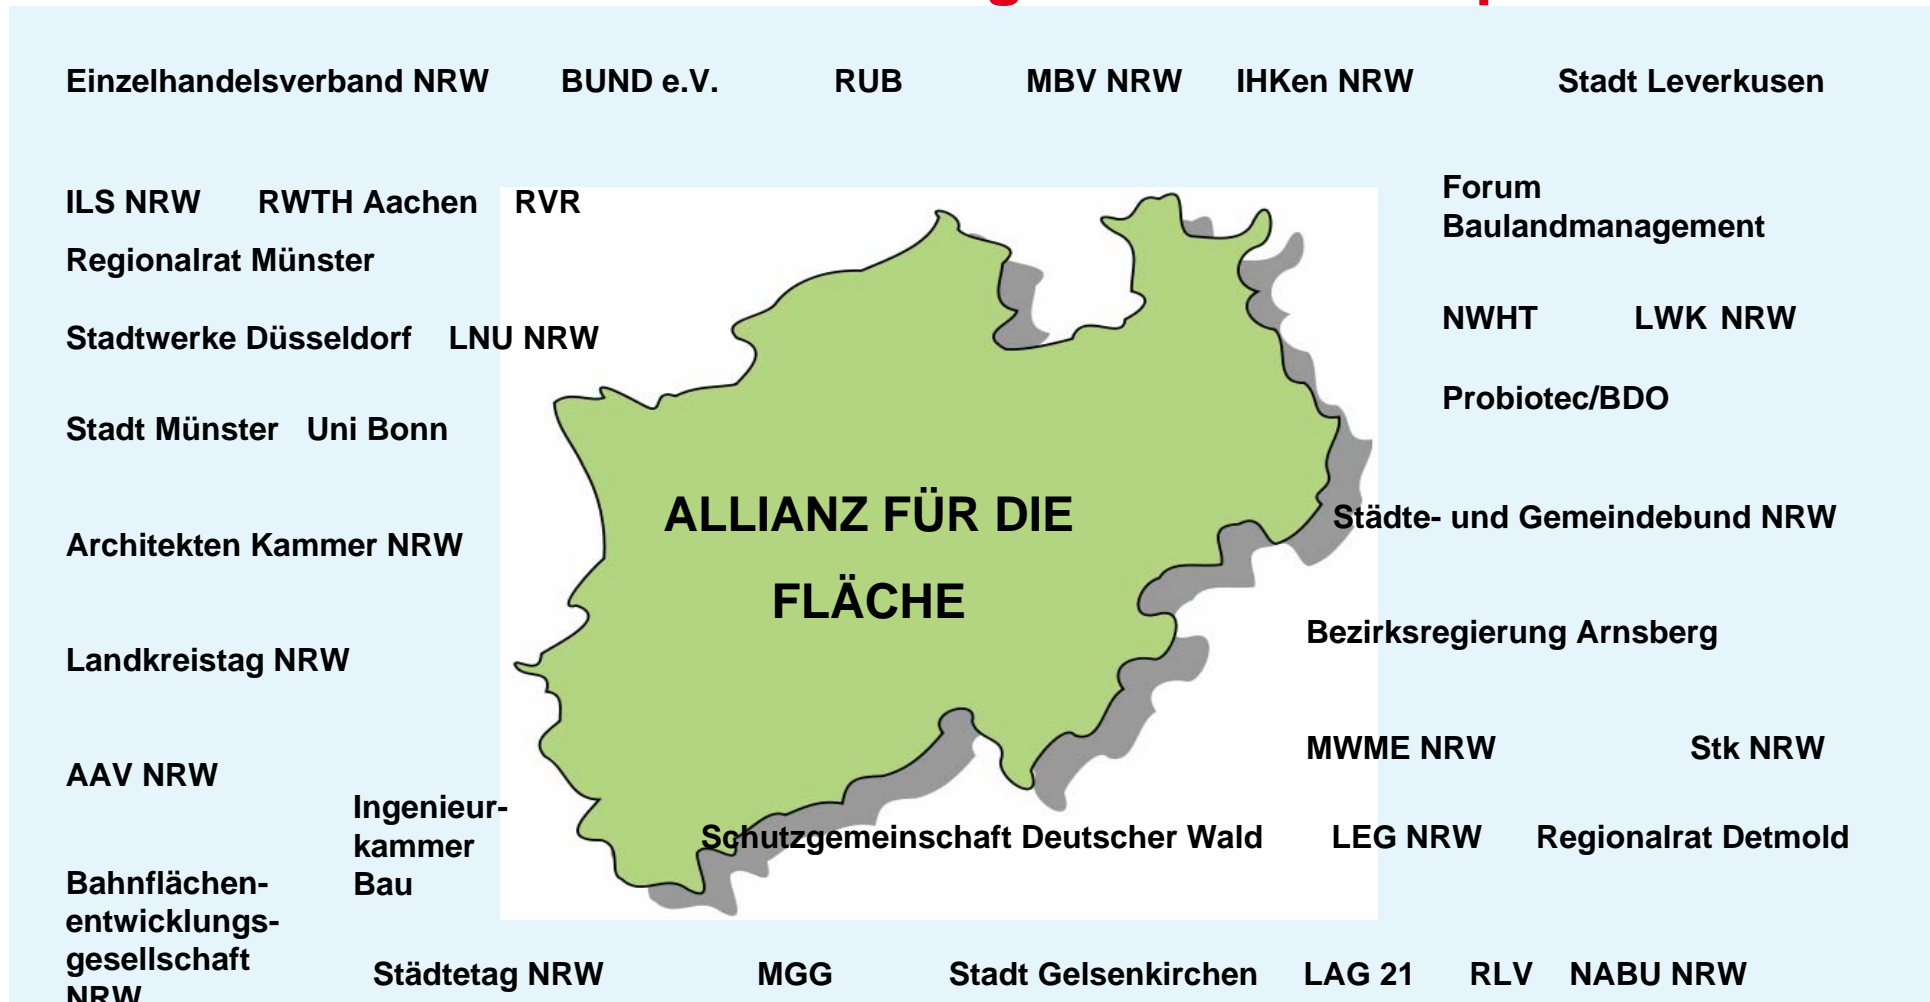 Einzelhandelsverband NRW BUND e.V. RUB MBV NRW IHKen NRW Stadt Leverkusen
ILS NRW RWTH Aachen RVR
Forum
Baulandmanagement
Regionalrat Münster
Stadtwerke Düsseldorf LNU NRW
NWHT LWK NRW
Probiotec/BDO
Stadt Münster Uni Bonn
ALLIANZ FÜR DIE
FLÄCHE
Städte- und Gemeindebund NRW
Architekten Kammer NRW
Bezirksregierung Arnsberg
Landkreistag NRW
MWME NRW Stk NRW
AAV NRW
Ingenieur-
kammer
Bau
Schutzgemeinschaft Deutscher Wald LEG NRW Regionalrat Detmold
Bahnflächen-
entwicklungs-
gesellschaft
NRW
Städtetag NRW MGG Stadt Gelsenkirchen LAG 21 RLV NABU NRW